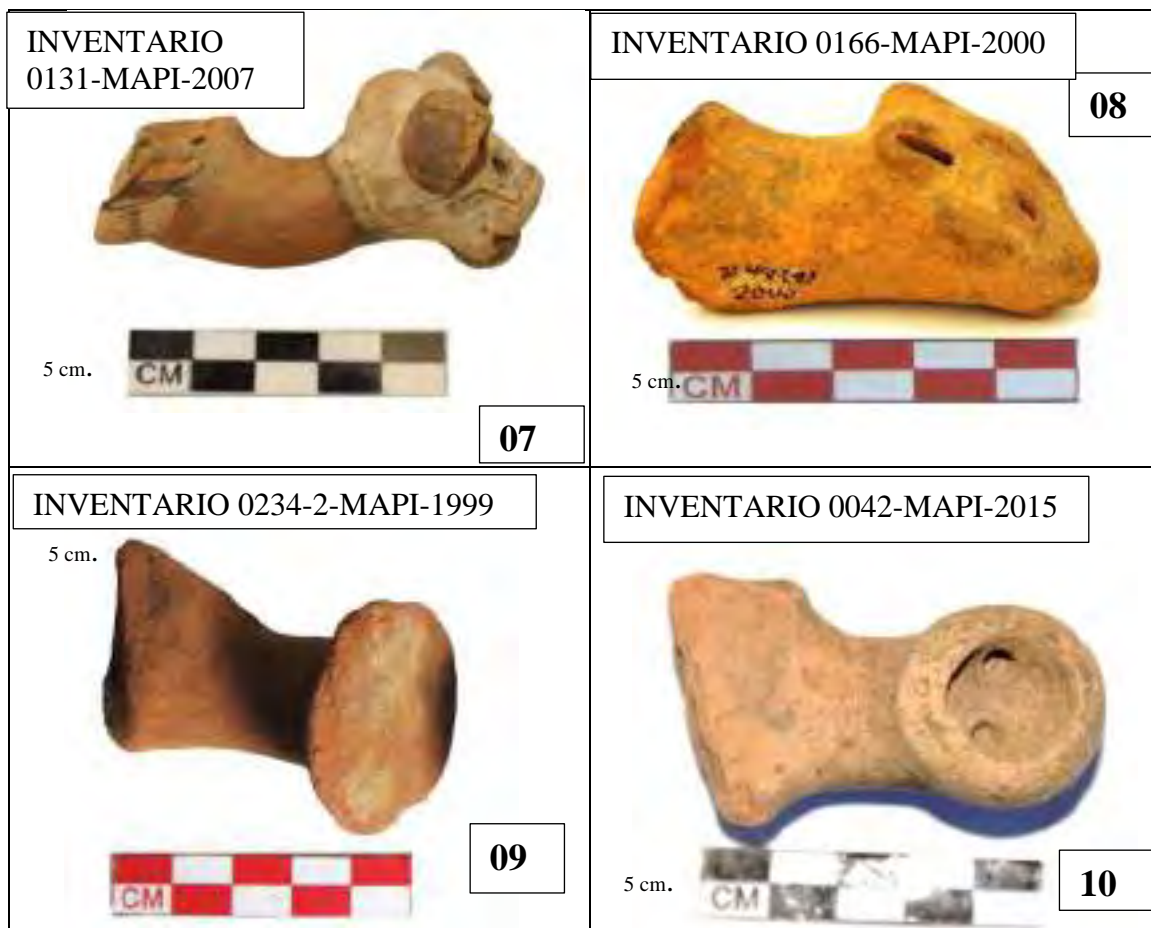 INVENTARIO
0131-MAPI-2007
5 cm.
CM
07
INVENTARIO 0166-MAPI-2000
08
2000
5 cm.
CM
INVENTARIO 0234-2-MAPI-1999
5 cm.
CM
09
INVENTARIO 0042-MAPI-2015
5 cm.
CM
10